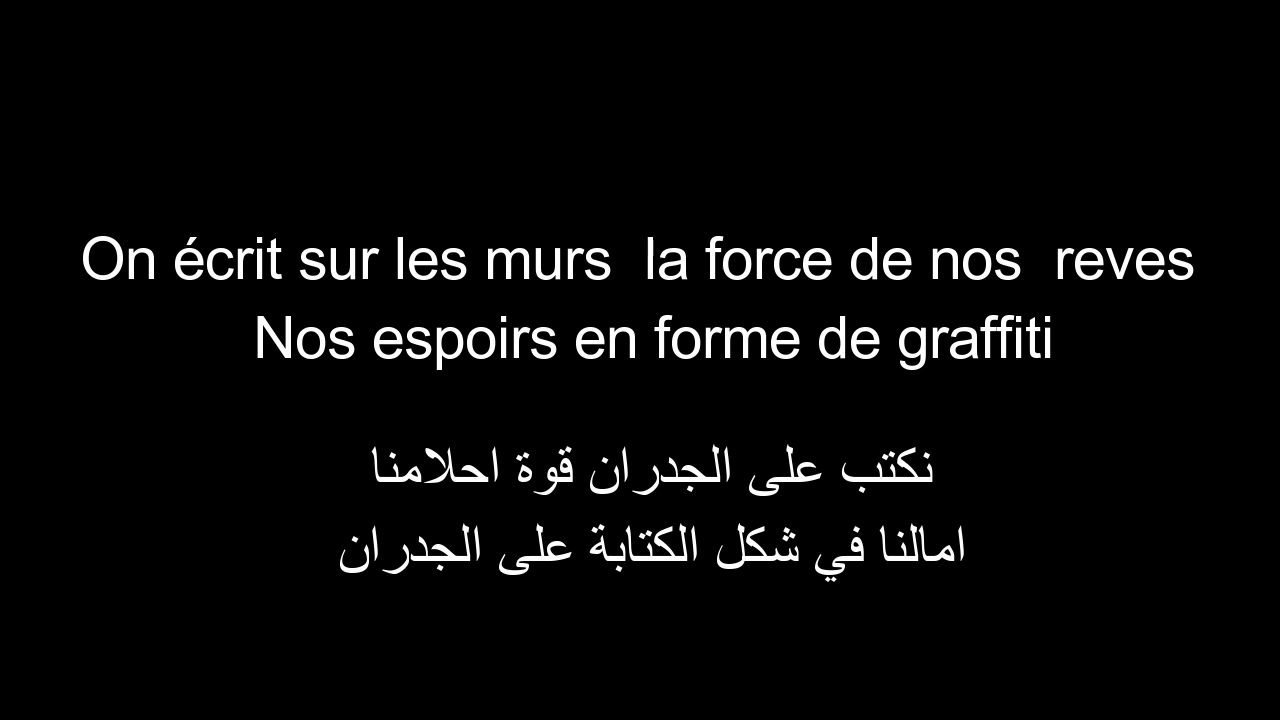 On écrit sur les murs  la force de nos  reves
Nos espoirs en forme de graffiti
نكتب على الجدران قوة احلامنا
امالنا في شكل الكتابة على الجدران